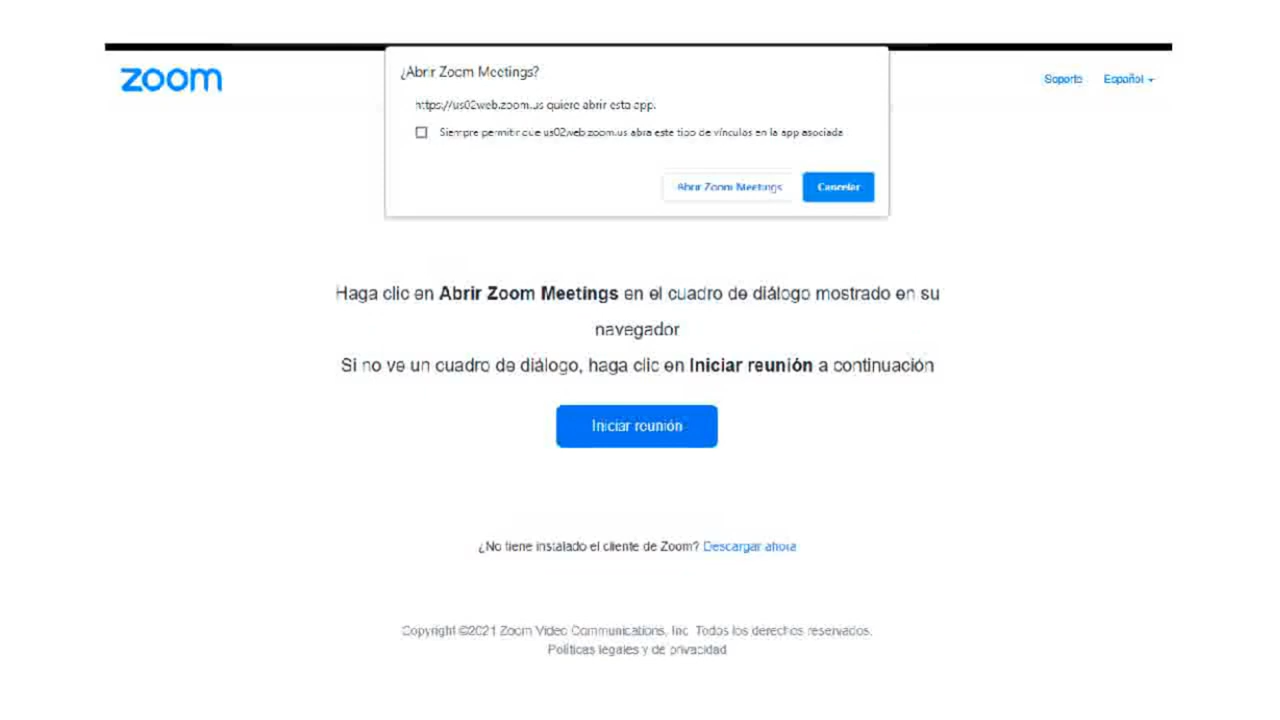 zoom
Soporte Español
¿Abrir Zoom Meetings?
https://us02web.zoom.us quiere abrir esta app.
Siempre permitir que us02web.zoom.us abra este tipo de vínculos en la app asociada
Abrir Zoom Meetings Cancelar
Haga clic en Abrir Zoom Meetings en el cuadro de diálogo mostrado en su
navegador
Si no ve un cuadro de diálogo, haga clic en Iniciar reunión a continuación
Iniciar reunión
¿No tiene instalado el cliente de Zoom? Descargar ahora
Copyright ©2021 Zoom Video Communications, Inc. Todos los derechos reservados.
Políticas legales y de privacidad